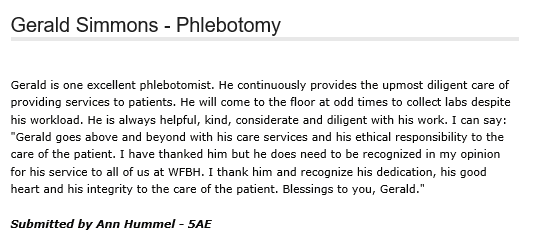 Gerald Simmons - Phlebotomy
Gerald is one excellent phlebotomist. He continuously provides the upmost diligent care of
providing services to patients. He will come to the floor at odd times to collect labs despite
his workload. He is always helpful, kind, considerate and diligent with his work. I can say:
"Gerald goes above and beyond with his care services and his ethical responsibility to the
care of the patient. I have thanked him but he does need to be recognized in my opinion
for his service to all of us at WFBH. I thank him and recognize his dedication, his good
heart and his integrity to the care of the patient. Blessings to you, Gerald."
Submitted by Ann Hummel - 5AE